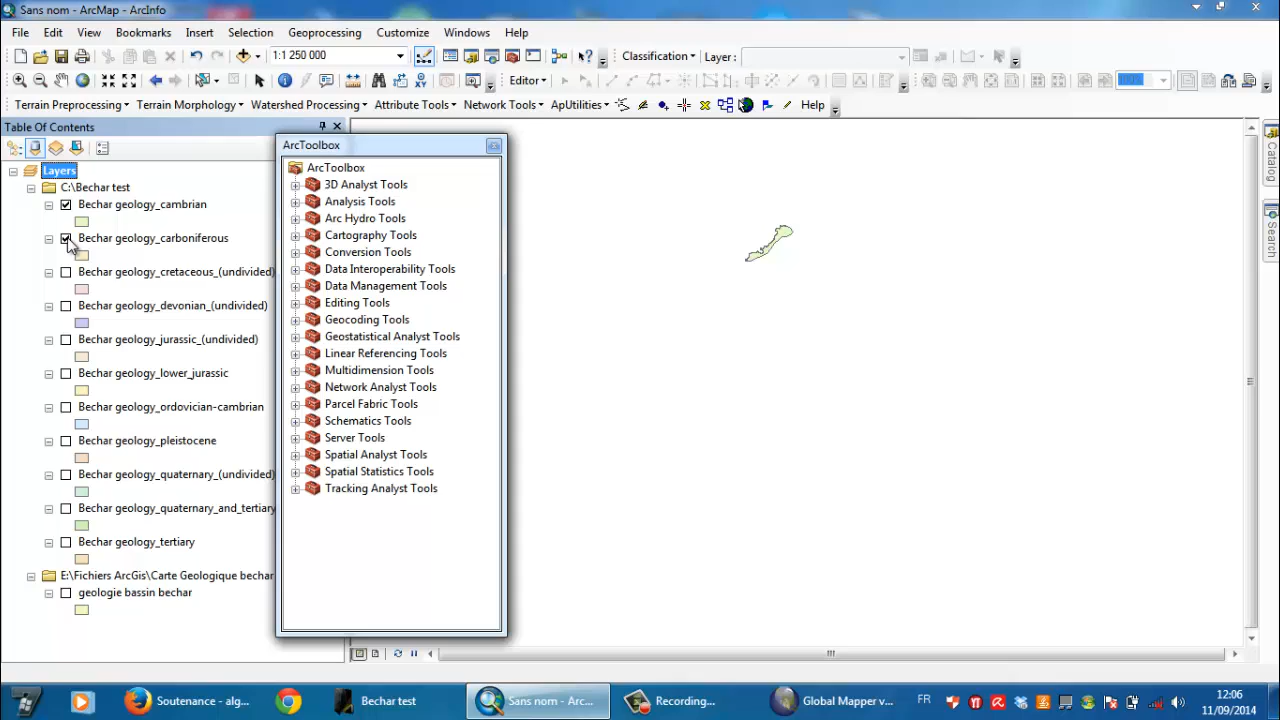 Sans nom - ArcMap - ArcInfo
File Edit View Bookmarks Insert Selection Geoprocessing Customize Windows Help
1:1 250 000 Classification Layer:
Editor 100%
Terrain Preprocessing Terrain Morphology Watershed Processing Attribute Tools Network Tools ApUtilities Help
Table Of Contents
Layers
C:\Bechar test
Bechar geology_cambrian
Bechar geology_carboniferous
Bechar geology_cretaceous_(undivided)
Bechar geology_devonian_(undivided)
Bechar geology_jurassic_(undivided)
Bechar geology_lower_jurassic
Bechar geology_ordovician-cambrian
Bechar geology_pleistocene
Bechar geology_quaternary_(undivided)
Bechar geology_quaternary_and_tertiary
Bechar geology_tertiary
E:\Fichiers ArcGis\Carte Geologique bechar
geologie bassin bechar
ArcToolbox
ArcToolbox
3D Analyst Tools
Analysis Tools
Arc Hydro Tools
Cartography Tools
Conversion Tools
Data Interoperability Tools
Data Management Tools
Editing Tools
Geocoding Tools
Geostatistical Analyst Tools
Linear Referencing Tools
Multidimension Tools
Network Analyst Tools
Parcel Fabric Tools
Schematics Tools
Server Tools
Spatial Analyst Tools
Spatial Statistics Tools
Tracking Analyst Tools
Catalog
Search
Soutenance - alg...
Bechar test
Sans nom - Arc...
Recording...
Global Mapper v...
FR
12:06
11/09/2014